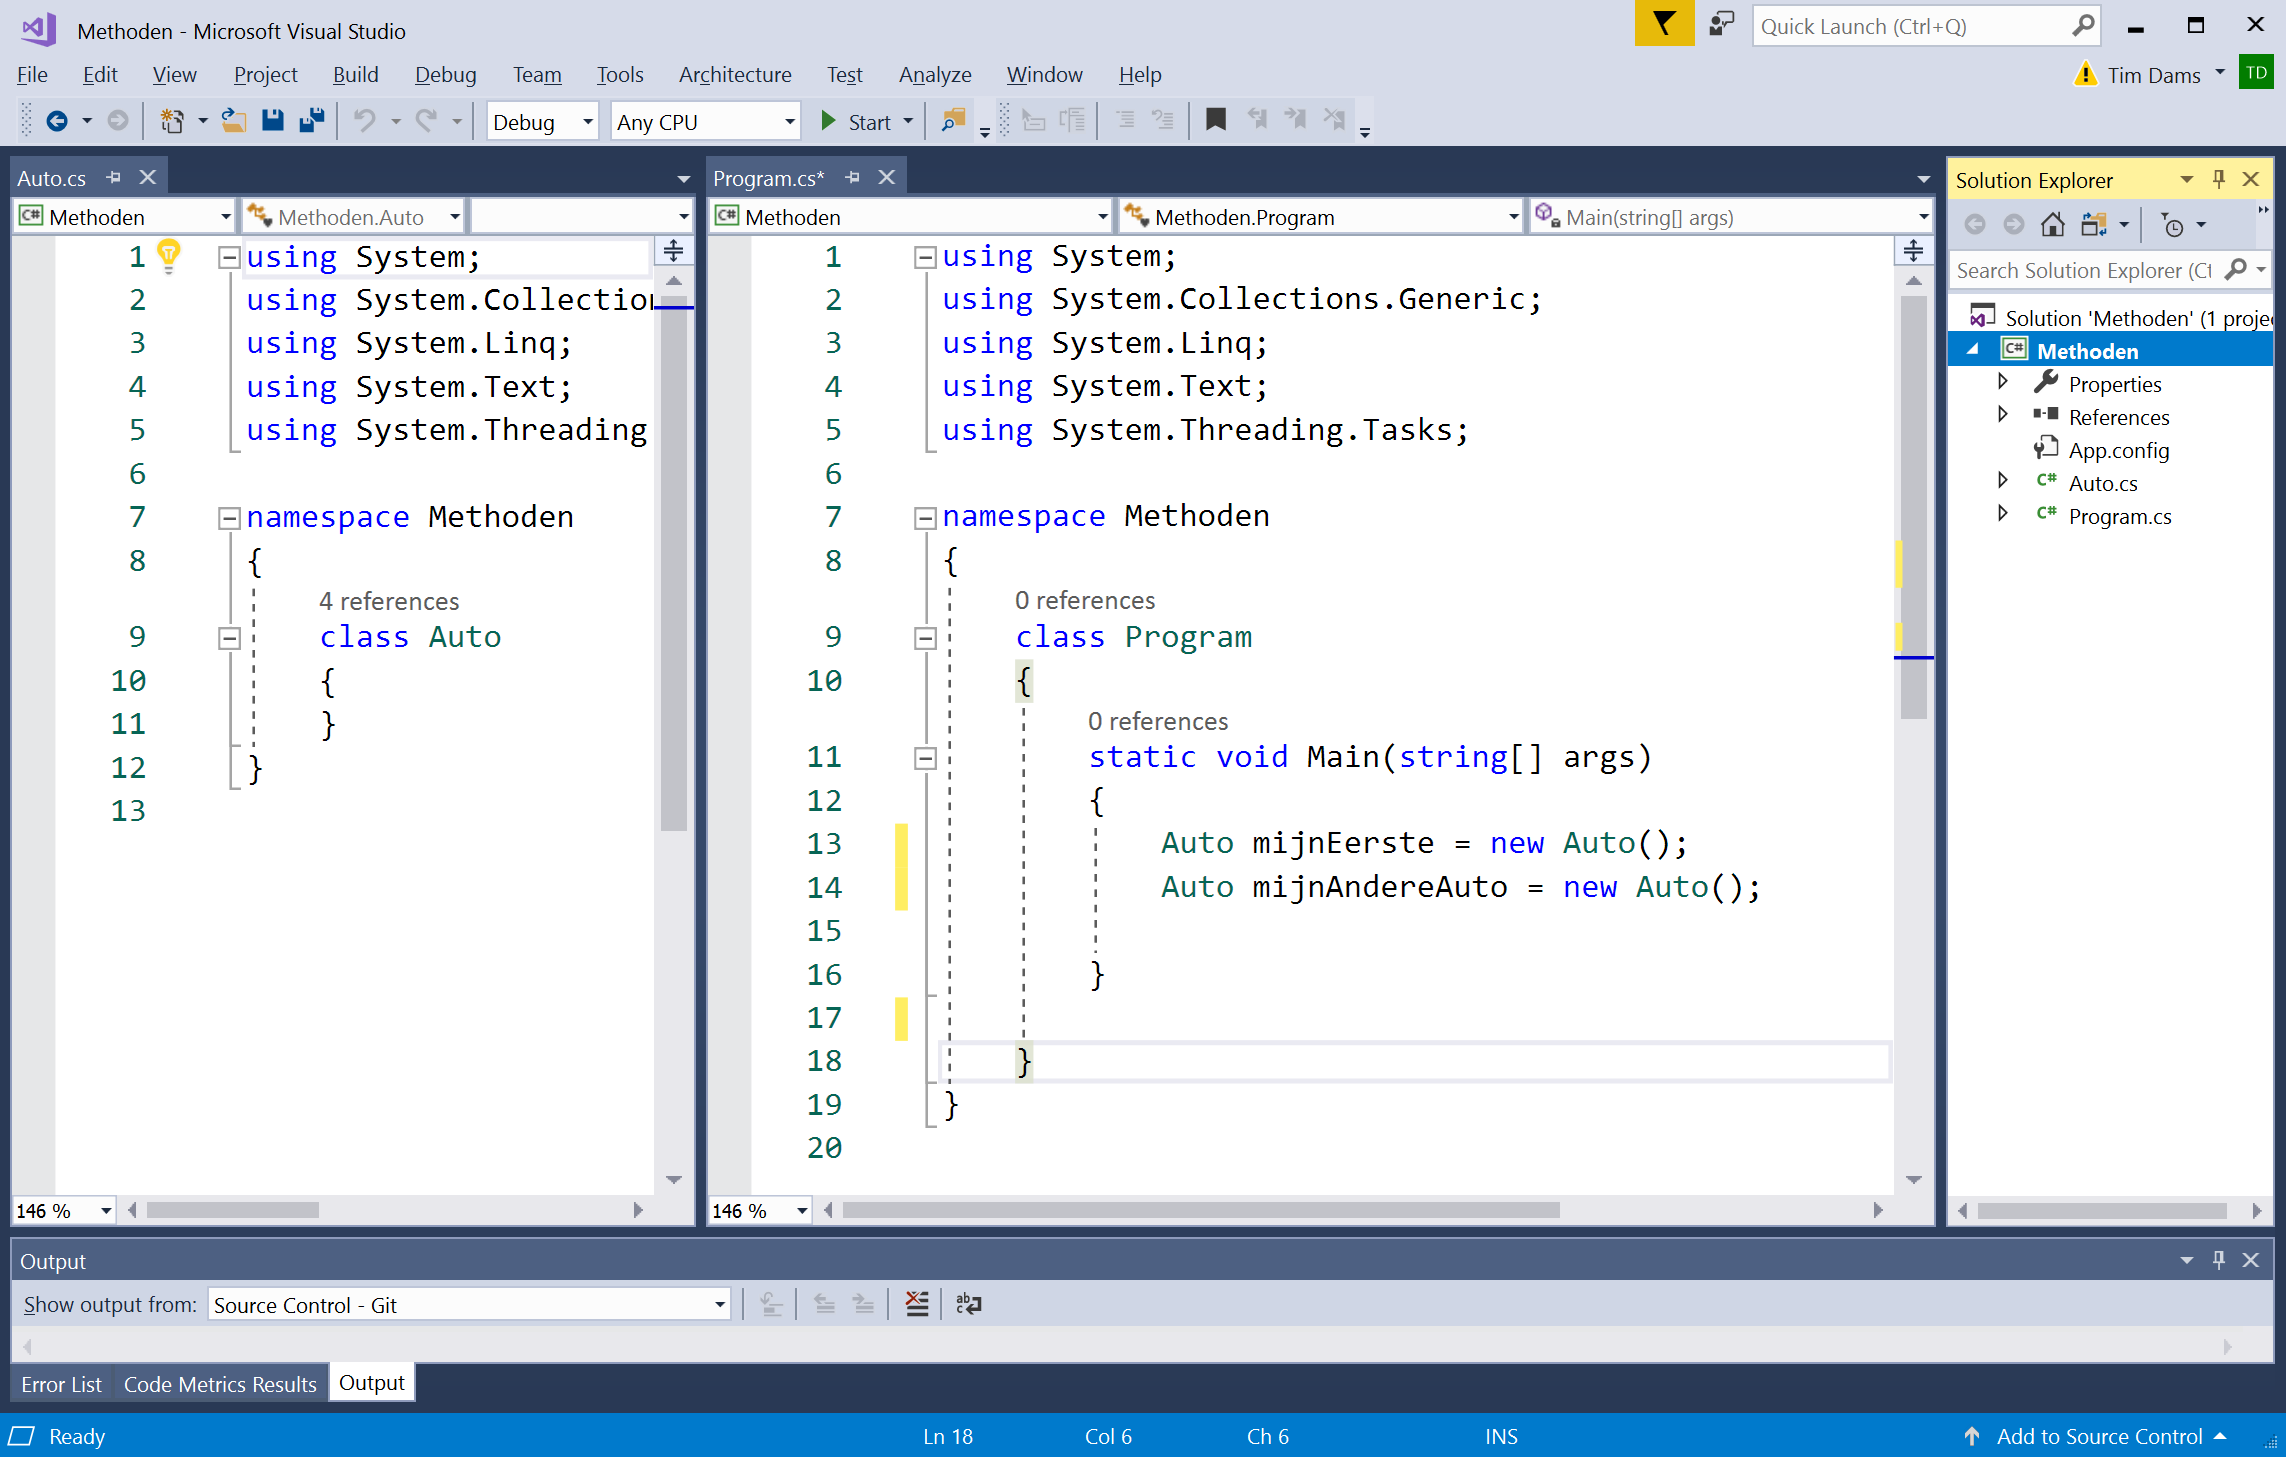 Methoden - Microsoft Visual Studio
Quick Launch (Ctrl+Q)
File Edit View Project Build Debug Team Tools Architecture Test Analyze Window Help
Tim Dams TD
Debug Any CPU Start
Auto.cs
Methoden Methoden.Auto
1 using System;
2 using System.Collection
3 using System.Linq;
4 using System.Text;
5 using System.Threading
6
7 namespace Methoden
8 {
4 references
9 class Auto
10 {
11 }
12 }
13
146 %
Program.cs*
Methoden Methoden.Program Main(string[] args)
1 using System;
2 using System.Collections.Generic;
3 using System.Linq;
4 using System.Text;
5 using System.Threading.Tasks;
6
7 namespace Methoden
8 {
0 references
9 class Program
10 {
0 references
11 static void Main(string[] args)
12 {
13 Auto mijnEerste = new Auto();
14 Auto mijnAndereAuto = new Auto();
15
16 }
17
18 }
19 }
20
146 %
Solution Explorer
Search Solution Explorer (Ct
Solution 'Methoden' (1 projec
C# Methoden
Properties
References
App.config
C# Auto.cs
C# Program.cs
Output
Show output from: Source Control - Git
Error List Code Metrics Results Output
Ready Ln 18 Col 6 Ch 6 INS Add to Source Control